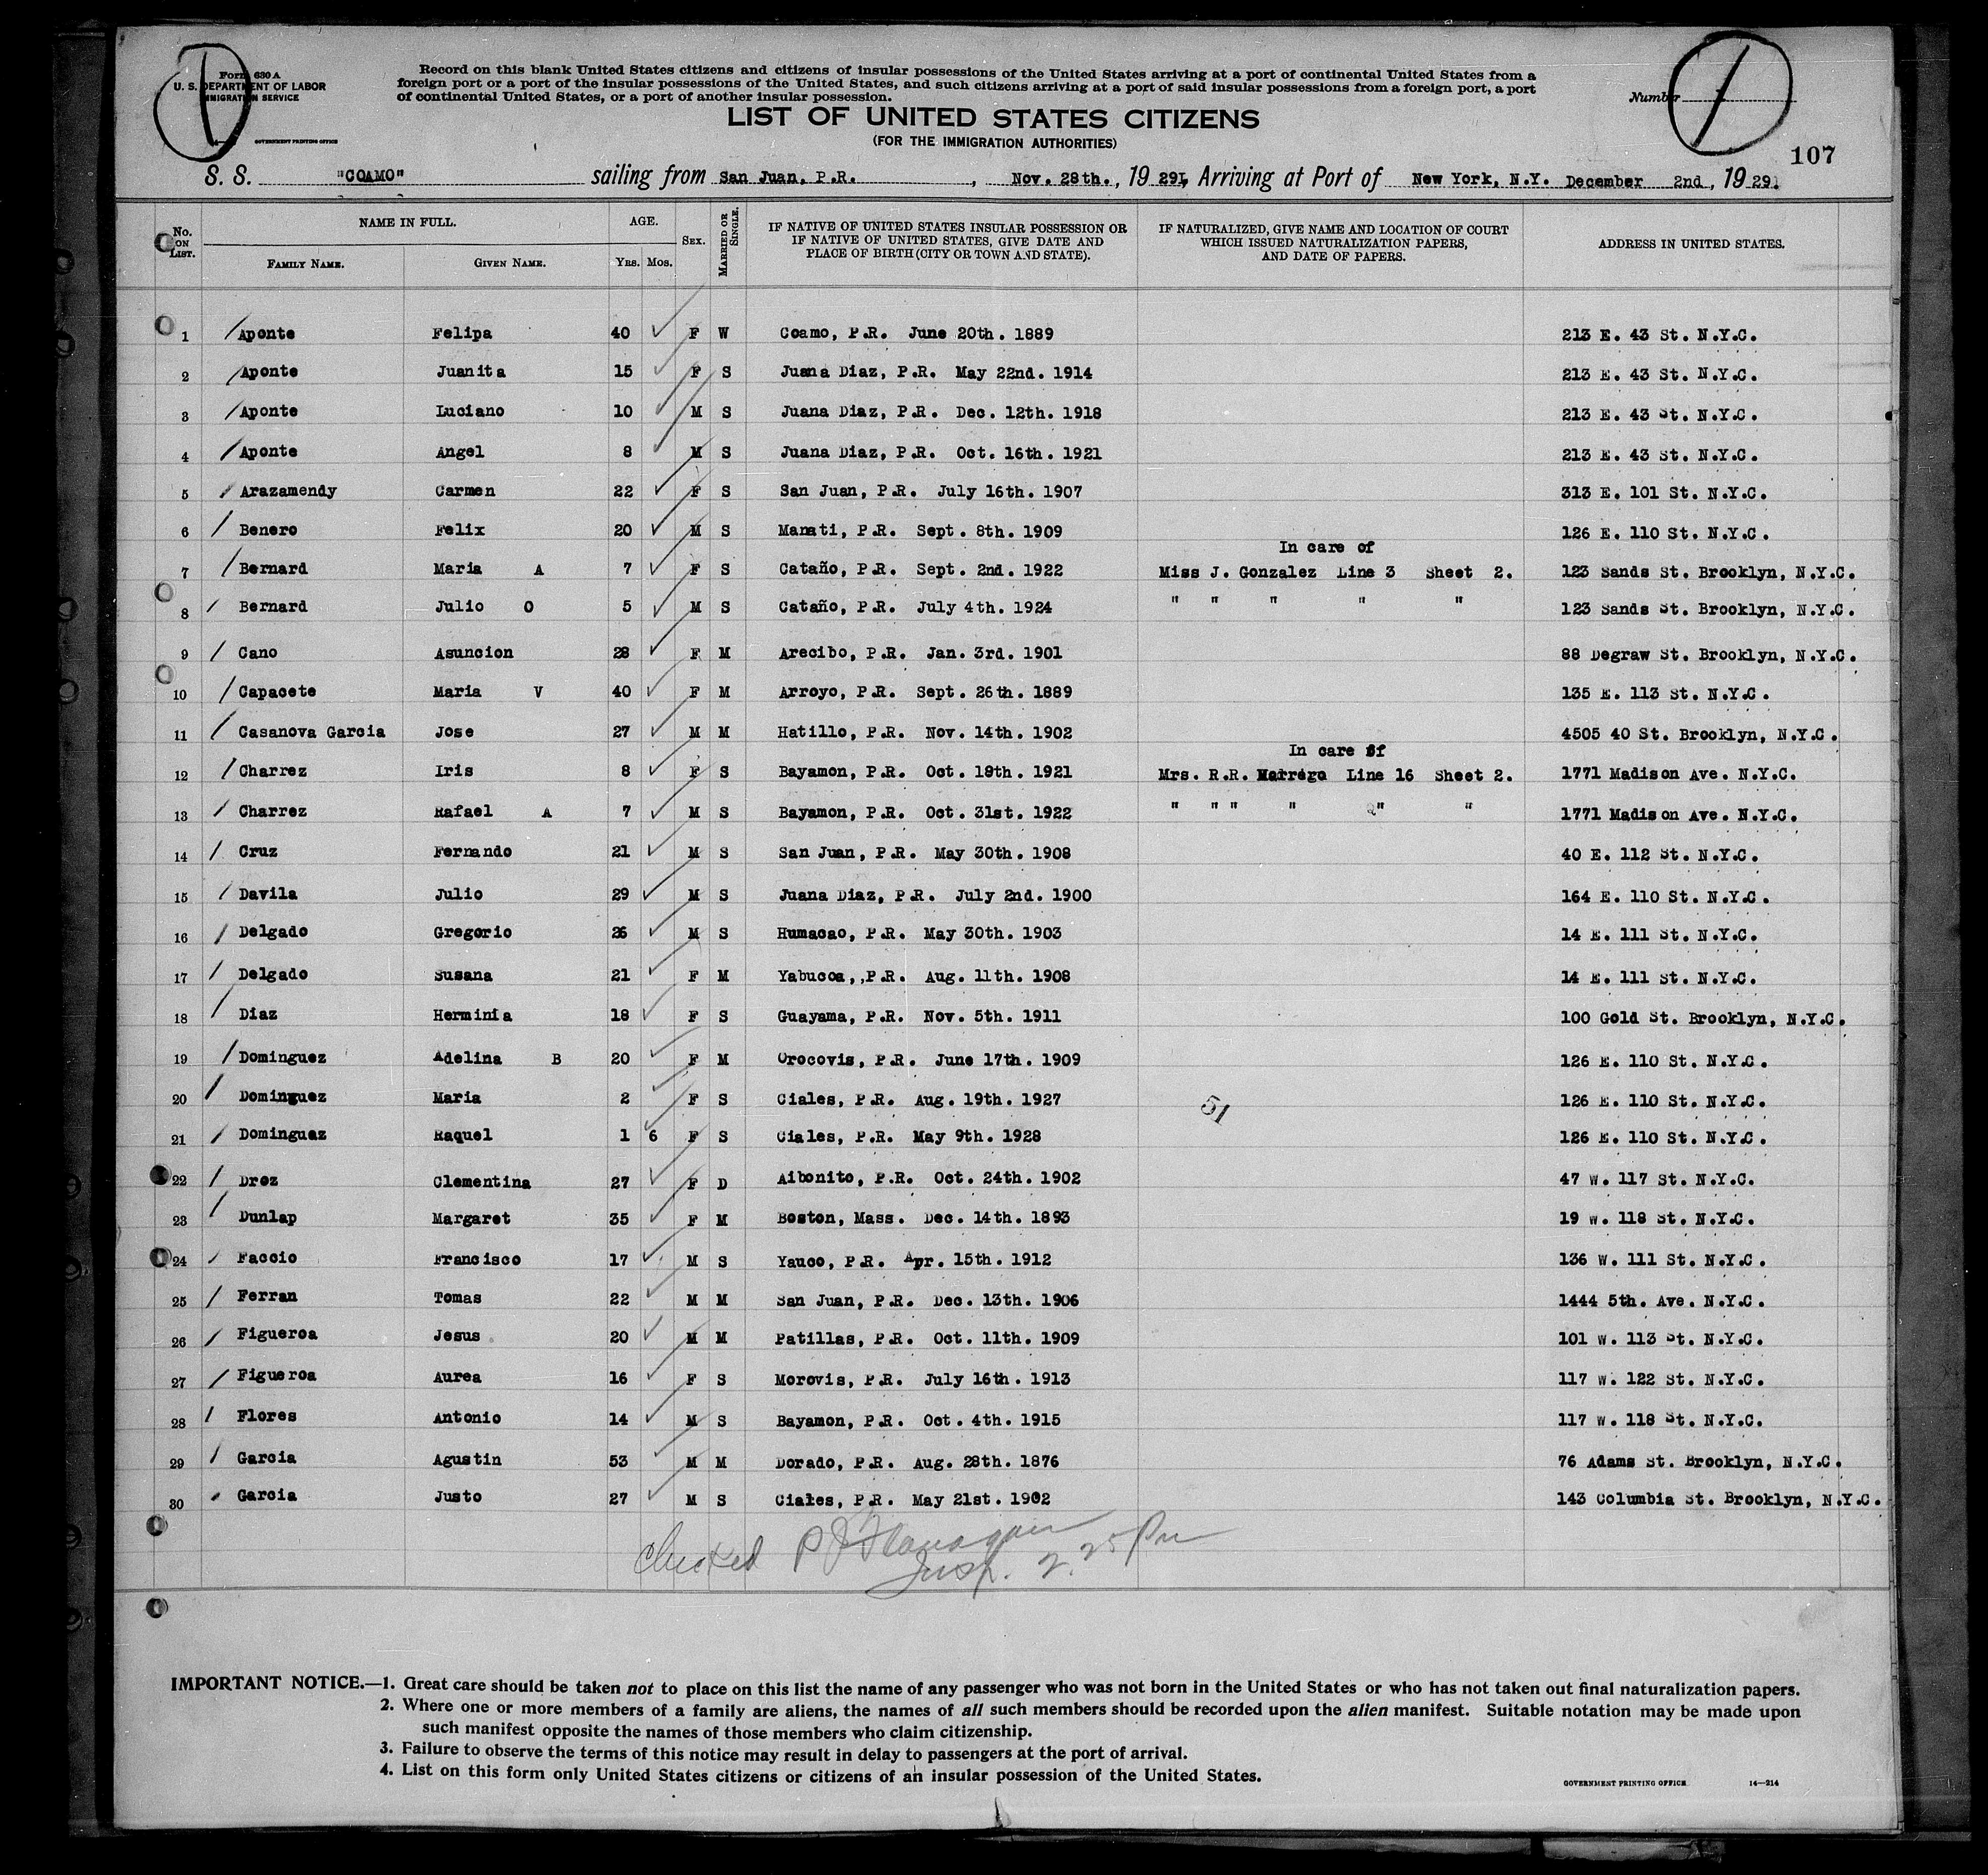 Form 630 A
U. S. DEPARTMENT OF LABOR
IMMIGRATION SERVICE
GOVERNMENT PRINTING OFFICE
Record on this blank United States citizens and citizens of insular possessions of the United States arriving at a port of continental United States from a
foreign port or a port of the insular possessions of the United States, and such citizens arriving at a port of said insular possessions from a foreign port, a port
of continental United States, or a port of another insular possession.
Number 1
LIST OF UNITED STATES CITIZENS
(FOR THE IMMIGRATION AUTHORITIES)
107
S. S. "COAMO" sailing from San Juan, P.R., Nov. 28th., 1929, Arriving at Port of New York, N.Y. December 2nd, 1929.
No. ON LIST. NAME IN FULL. FAMILY NAME. GIVEN NAME. AGE. YRS. MOS. SEX. MARRIED OR SINGLE. IF NATIVE OF UNITED STATES INSULAR POSSESSION OR IF NATIVE OF UNITED STATES, GIVE DATE AND PLACE OF BIRTH (CITY OR TOWN AND STATE). IF NATURALIZED, GIVE NAME AND LOCATION OF COURT WHICH ISSUED NATURALIZATION PAPERS, AND DATE OF PAPERS. ADDRESS IN UNITED STATES.
1 Aponte Felipa 40 F W Coamo, P.R. June 20th. 1889 213 E. 43 St. N.Y.C.
2 Aponte Juanita 15 F S Juana Diaz, P.R. May 22nd. 1914 213 E. 43 St. N.Y.C.
3 Aponte Luciano 10 M S Juana Diaz, P.R. Dec. 12th. 1918 213 E. 43 St. N.Y.C.
4 Aponte Angel 8 M S Juana Diaz, P.R. Oct. 16th. 1921 213 E. 43 St. N.Y.C.
5 Arazamendy Carmen 22 F S San Juan, P.R. July 16th. 1907 313 E. 101 St. N.Y.C.
6 Benero Felix 20 M S Manati, P.R. Sept. 8th. 1909 126 E. 110 St. N.Y.C.
In care of
7 Bernard Maria A 7 F S Cataño, P.R. Sept. 2nd. 1922 Miss J. Gonzalez Line 3 Sheet 2. 123 Sands St. Brooklyn, N.Y.C.
8 Bernard Julio O 5 M S Cataño, P.R. July 4th. 1924 " " " " " 123 Sands St. Brooklyn, N.Y.C.
9 Cano Asuncion 28 F M Arecibo, P.R. Jan. 3rd. 1901 88 Degraw St. Brooklyn, N.Y.C.
10 Capacete Maria V 40 F M Arroyo, P.R. Sept. 26th. 1889 135 E. 113 St. N.Y.C.
11 Casanova Garcia Jose 27 M M Hatillo, P.R. Nov. 14th. 1902 4505 40 St. Brooklyn, N.Y.C.
In care of
12 Charrez Iris 8 F S Bayamon, P.R. Oct. 18th. 1921 Mrs. R.R. Marrego Line 16 Sheet 2. 1771 Madison Ave. N.Y.C.
13 Charrez Rafael A 7 M S Bayamon, P.R. Oct. 31st. 1922 " " " " " " 1771 Madison Ave. N.Y.C.
14 Cruz Fernando 21 M S San Juan, P.R. May 30th. 1908 40 E. 112 St. N.Y.C.
15 Davila Julio 29 M S Juana Diaz, P.R. July 2nd. 1900 164 E. 110 St. N.Y.C.
16 Delgado Gregorio 26 M S Humacao, P.R. May 30th. 1903 14 E. 111 St. N.Y.C.
17 Delgado Susana 21 F M Yabucoa,,P.R. Aug. 11th. 1908 14 E. 111 St. N.Y.C.
18 Diaz Herminia 18 F S Guayama, P.R. Nov. 5th. 1911 100 Gold St. Brooklyn, N.Y.C.
19 Dominguez Adelina B 20 F M Orocovis, P.R. June 17th. 1909 126 E. 110 St. N.Y.C.
20 Dominguez Maria 2 F S Ciales, P.R. Aug. 19th. 1927 51 126 E. 110 St. N.Y.C.
21 Dominguez Raquel 1 6 F S Ciales, P.R. May 9th. 1928 126 E. 110 St. N.Y.C.
22 Droz Clementina 27 F D Aibonito, P.R. Oct. 24th. 1902 47 W. 117 St. N.Y.C.
23 Dunlap Margaret 35 F M Boston, Mass. Dec. 14th. 1893 19 W. 118 St. N.Y.C.
24 Faccio Francisco 17 M S Yauco, P.R. Apr. 15th. 1912 136 W. 111 St. N.Y.C.
25 Ferran Tomas 22 M M San Juan, P.R. Dec. 13th. 1906 1444 5th. Ave. N.Y.C.
26 Figueroa Jesus 20 M M Patillas, P.R. Oct. 11th. 1909 101 W. 113 St. N.Y.C.
27 Figueroa Aurea 16 F S Morovis, P.R. July 16th. 1913 117 W. 122 St. N.Y.C.
28 Flores Antonio 14 M S Bayamon, P.R. Oct. 4th. 1915 117 W. 118 St. N.Y.C.
29 Garcia Agustin 53 M M Dorado, P.R. Aug. 28th. 1876 76 Adams St. Brooklyn, N.Y.C.
30 Garcia Justo 27 M S Ciales, P.R. May 21st. 1902 143 Columbia St. Brooklyn, N.Y.C.
Checked P J Flanagan
Insp. 2.25 Pm
IMPORTANT NOTICE.—1. Great care should be taken not to place on this list the name of any passenger who was not born in the United States or who has not taken out final naturalization papers.
2. Where one or more members of a family are aliens, the names of all such members should be recorded upon the alien manifest. Suitable notation may be made upon
such manifest opposite the names of those members who claim citizenship.
3. Failure to observe the terms of this notice may result in delay to passengers at the port of arrival.
4. List on this form only United States citizens or citizens of an insular possession of the United States.
GOVERNMENT PRINTING OFFICE 14—214